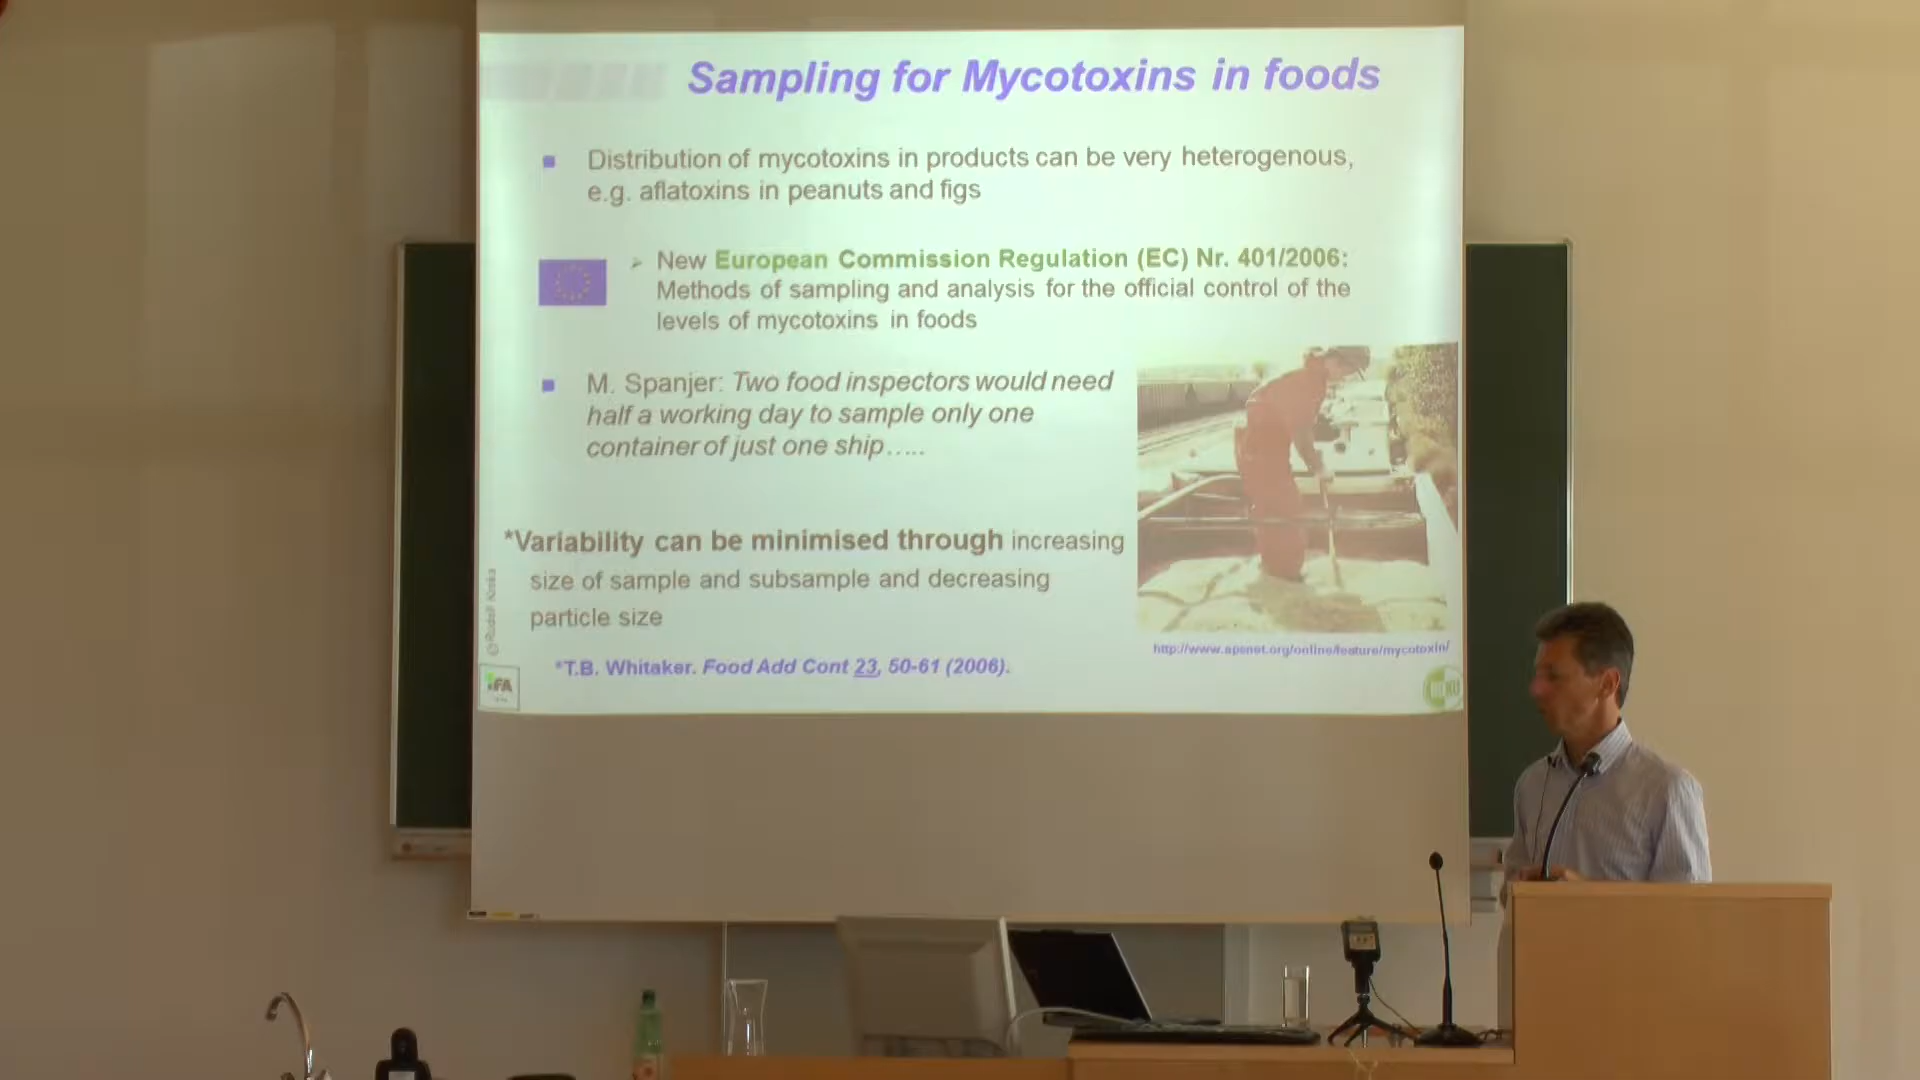 Sampling for Mycotoxins in foods
Distribution of mycotoxins in products can be very heterogenous,
e.g. aflatoxins in peanuts and figs
New European Commission Regulation (EC) Nr. 401/2006:
Methods of sampling and analysis for the official control of the
levels of mycotoxins in foods
M. Spanjer: Two food inspectors would need
half a working day to sample only one
container of just one ship.....
*Variability can be minimised through increasing
size of sample and subsample and decreasing
particle size
*T.B. Whitaker. Food Add Cont 23, 50-61 (2006).
http://www.apsnet.org/online/feature/mycotoxin/
© Rudolf Krska
IFA